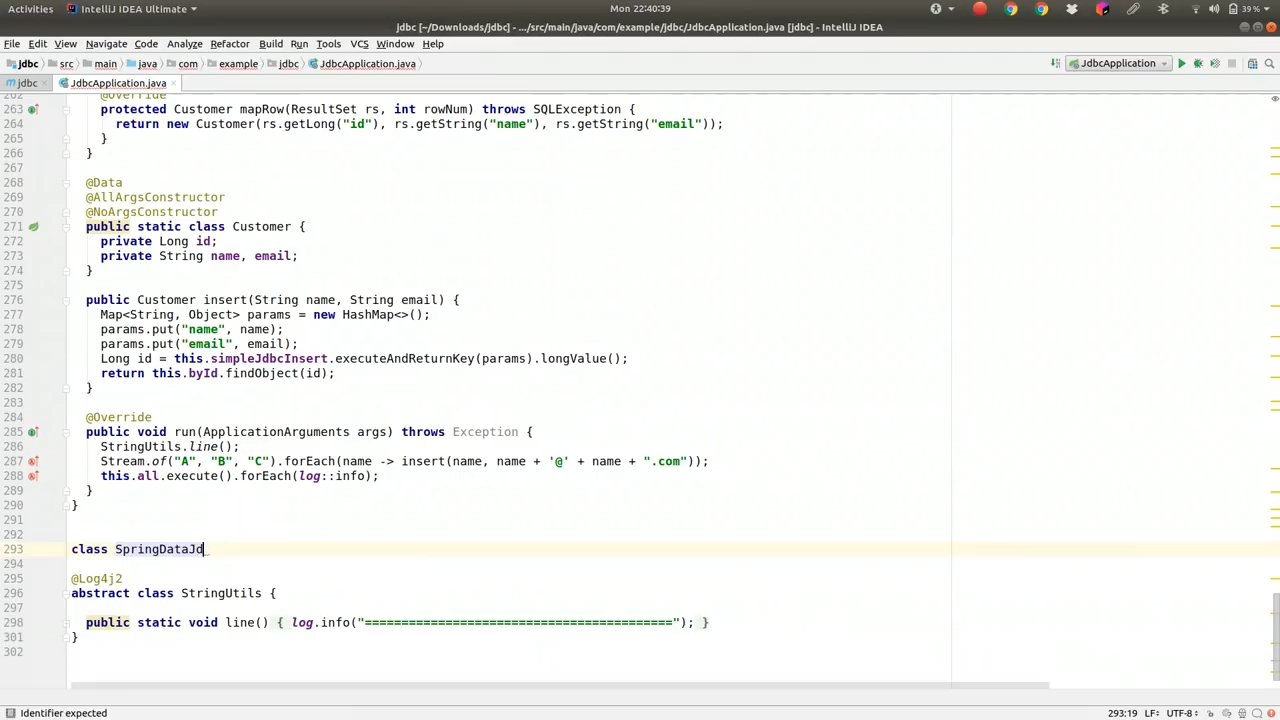 Activities IntelliJ IDEA Ultimate Mon 22:40:39 39 %
jdbc [~/Downloads/jdbc] - .../src/main/java/com/example/jdbc/JdbcApplication.java [jdbc] - IntelliJ IDEA
File Edit View Navigate Code Analyze Refactor Build Run Tools VCS Window Help
jdbc src main java com example jdbc JdbcApplication.java JdbcApplication
jdbc JdbcApplication.java
262 @Override
263 protected Customer mapRow(ResultSet rs, int rowNum) throws SQLException {
264 return new Customer(rs.getLong("id"), rs.getString("name"), rs.getString("email"));
265 }
266 }
267
268 @Data
269 @AllArgsConstructor
270 @NoArgsConstructor
271 public static class Customer {
272 private Long id;
273 private String name, email;
274 }
275
276 public Customer insert(String name, String email) {
277 Map<String, Object> params = new HashMap<>();
278 params.put("name", name);
279 params.put("email", email);
280 Long id = this.simpleJdbcInsert.executeAndReturnKey(params).longValue();
281 return this.byId.findObject(id);
282 }
283
284 @Override
285 public void run(ApplicationArguments args) throws Exception {
286 StringUtils.line();
287 Stream.of("A", "B", "C").forEach(name -> insert(name, name + '@' + name + ".com"));
288 this.all.execute().forEach(log::info);
289 }
290 }
291
292
293 class SpringDataJd
294
295 @Log4j2
296 abstract class StringUtils {
297
298 public static void line() { log.info("=========================================="); }
301 }
302
Identifier expected 293:19 LF UTF-8